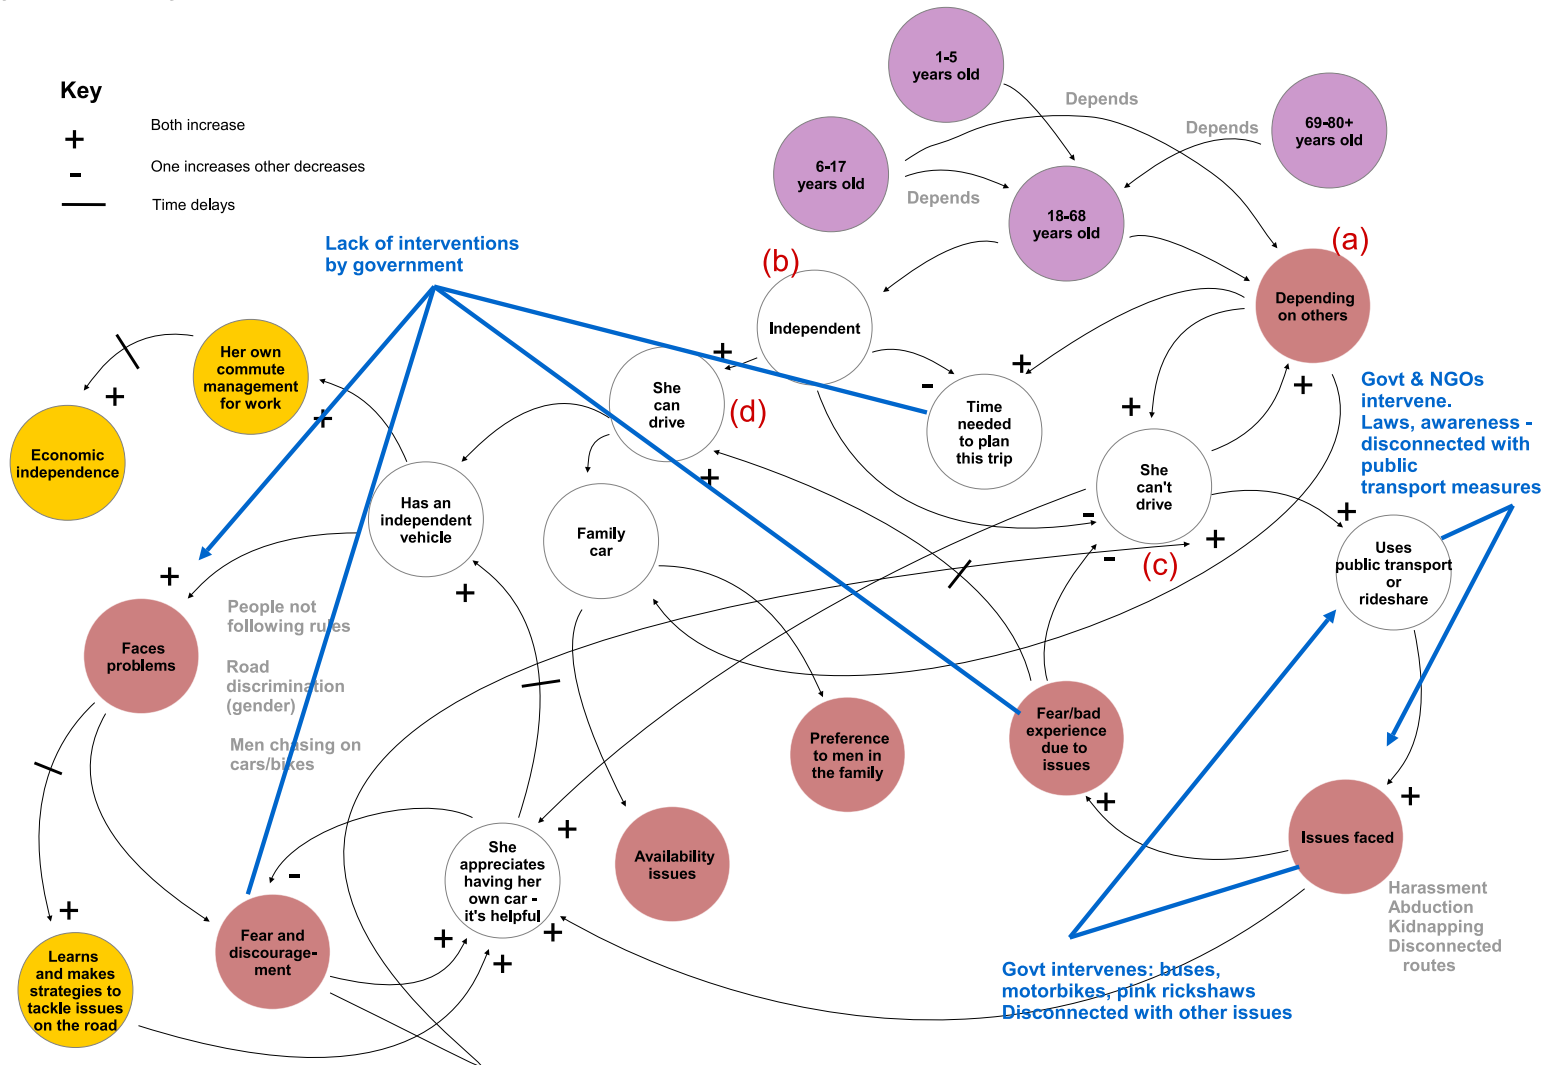 Key
+
Both increase
-
One increases other decreases
Time delays
1-5
years old
Depends
69-80+
years old
Depends
6-17
years old
Depends
18-68
years old
(a)
Depending
on others
(b)
Independent
Lack of interventions
by government
Her own
commute
management
for work
+
+
Economic
independence
+
She
can
drive
(d)
+
-
+
Time
needed
to plan
this trip
+
+
Govt & NGOs
intervene.
Laws, awareness -
disconnected with
public
transport measures
She
can't
drive
-
-
(c)
+
+
Uses
public transport
or
rideshare
Has an
independent
vehicle
+
Family
car
+
Faces
problems
People not
following rules
Road
discrimination
(gender)
Men chasing on
cars/bikes
Preference
to men in
the family
Fear/bad
experience
due to
issues
+
+
Issues faced
Harassment
Abduction
Kidnapping
Disconnected
routes
Availability
issues
She
appreciates
having her
own car -
it's helpful
+
-
+
+
+
+
Fear and
discourage-
ment
Learns
and makes
strategies to
tackle issues
on the road
Govt intervenes: buses,
motorbikes, pink rickshaws
Disconnected with other issues